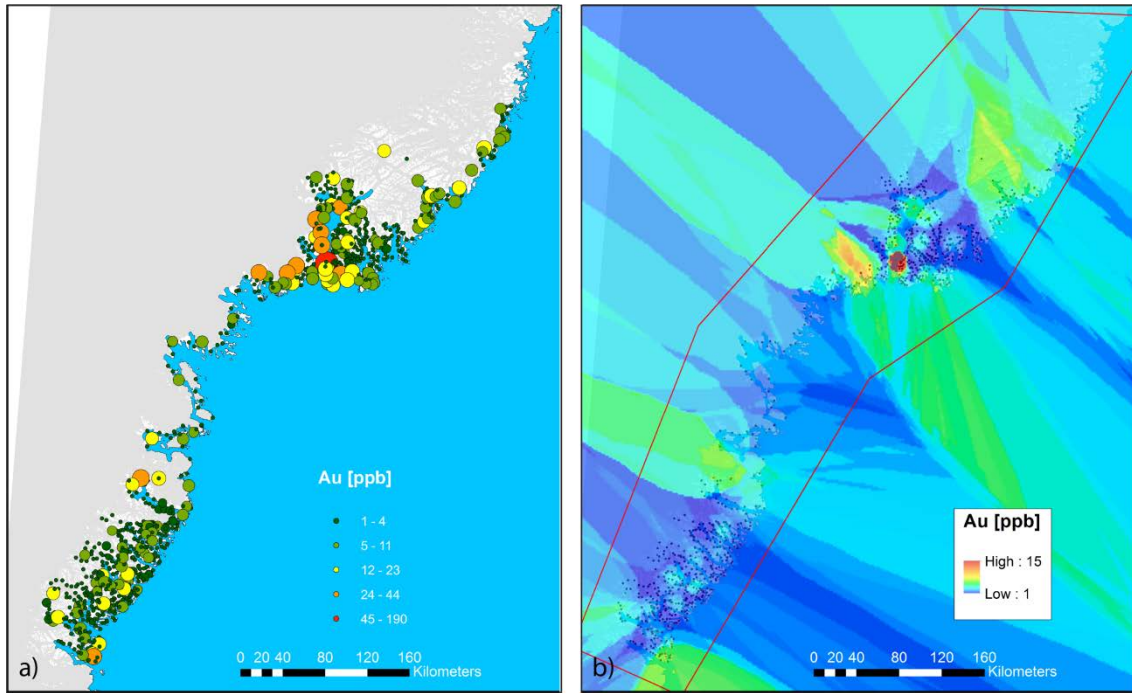 Au [ppb]
1 - 4
5 - 11
12 - 23
24 - 44
45 - 190
a)
0 20 40 80 120 160
Kilometers
Au [ppb]
High : 15
Low : 1
b)
0 20 40 80 120 160
Kilometers